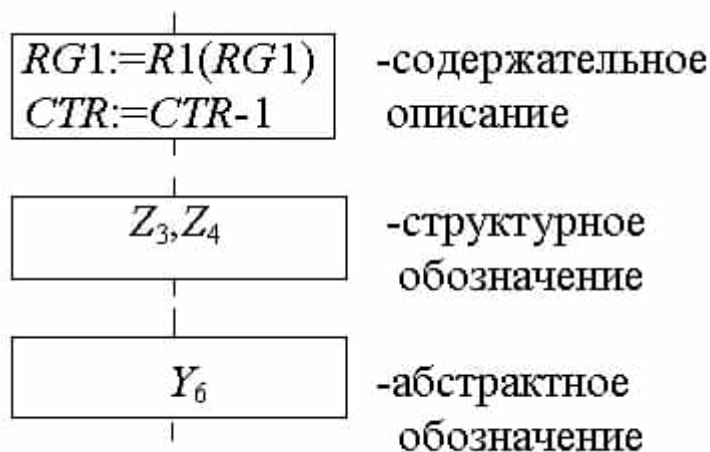 RG1:=R1(RG1) -содержательное
CTR:=CTR-1 описание
Z₃,Z₄ -структурное
обозначение
Y₆ -абстрактное
обозначение